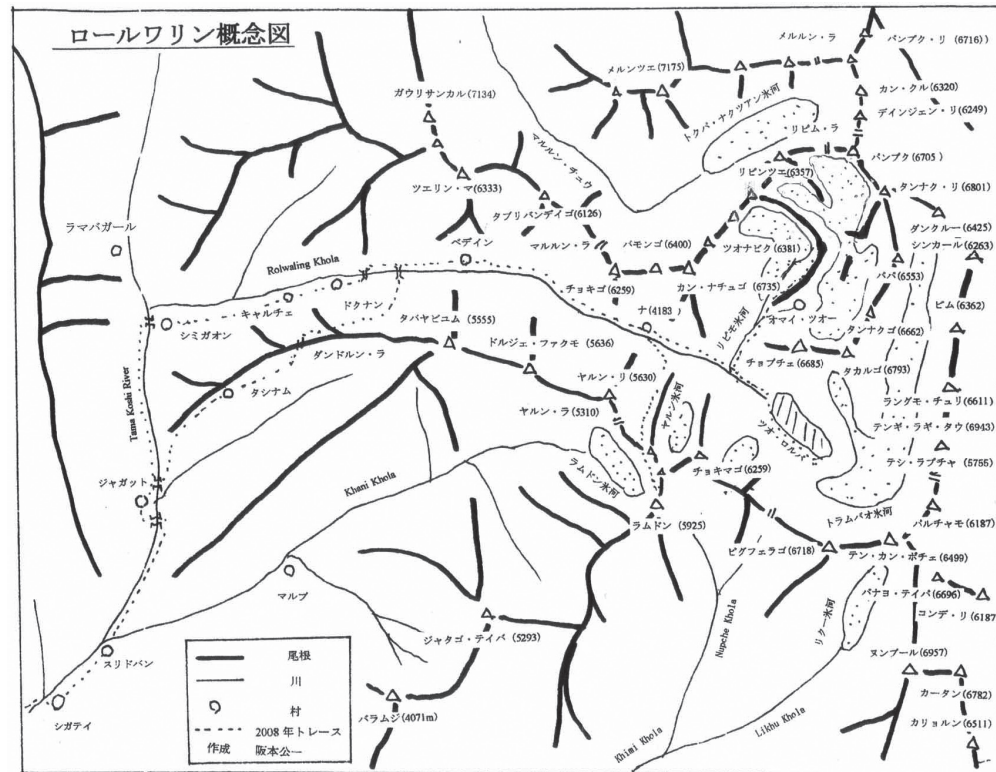 ロールワリン概念図
メルルン・ラ
パンブク・リ (6716))
メルンツエ (7175)
ガウリサンカル (7134)
カン・クル (6320)
デインジェン・リ (6249)
トクパ・ナクツアン氷河
リピム・ラ
マルルン・チュウ
パンブク (6705 )
リピンツエ (6357)
ツエリン・マ (6333)
タンナク・リ (6801)
タブリパンデイゴ (6126)
ダンクルー (6425)
ラマバガール
ベデイン
マルルン・ラ
パモンゴ (6400)
ツオナピク (6381)
シンカール (6263)
Rolwaling Khola
チョキゴ (6259)
カン・ナチュゴ (6735)
パパ (6553)
ピム (6362)
キャルチェ
ドクナン
ナ (4183)
リピモ氷河
オマイ・ツオー
シミガオン
タバヤビユム (5555)
ドルジェ・ファクモ (5636)
タンナクゴ (6662)
ダンドルン・ラ
チョブチェ (6685)
タカルゴ (6793)
Tama Koshi River
タシナム
ヤルン・リ (5630)
ランダモ・チュリ (6611)
ヤルン・ラ (5310)
ヤルン氷河
ツオ・ロルパ
テンギ・ラギ・タウ (6943)
ジャガット
Khani Khola
ラムドン氷河
チョキマゴ (6259)
テシ・ラプチャ (5755)
トラムバオ氷河
ラムドン (5925)
パルチャモ (6187)
ピグフェラゴ (6718)
テン・カン・ポチェ (6499)
マルブ
パナヨ・テイパ (6696)
コンデ・リ (6187)
ジャタゴ・テイパ (5293)
Nupche Khola
リクー氷河
スリドバン
尾根
ヌンブール (6957)
川
シガテイ
村
パラムジ (4071m)
カータン (6782)
2008 年トレース
カリョルン (6511)
作成 阪本公一
Khimi Khola
Likhu Khola